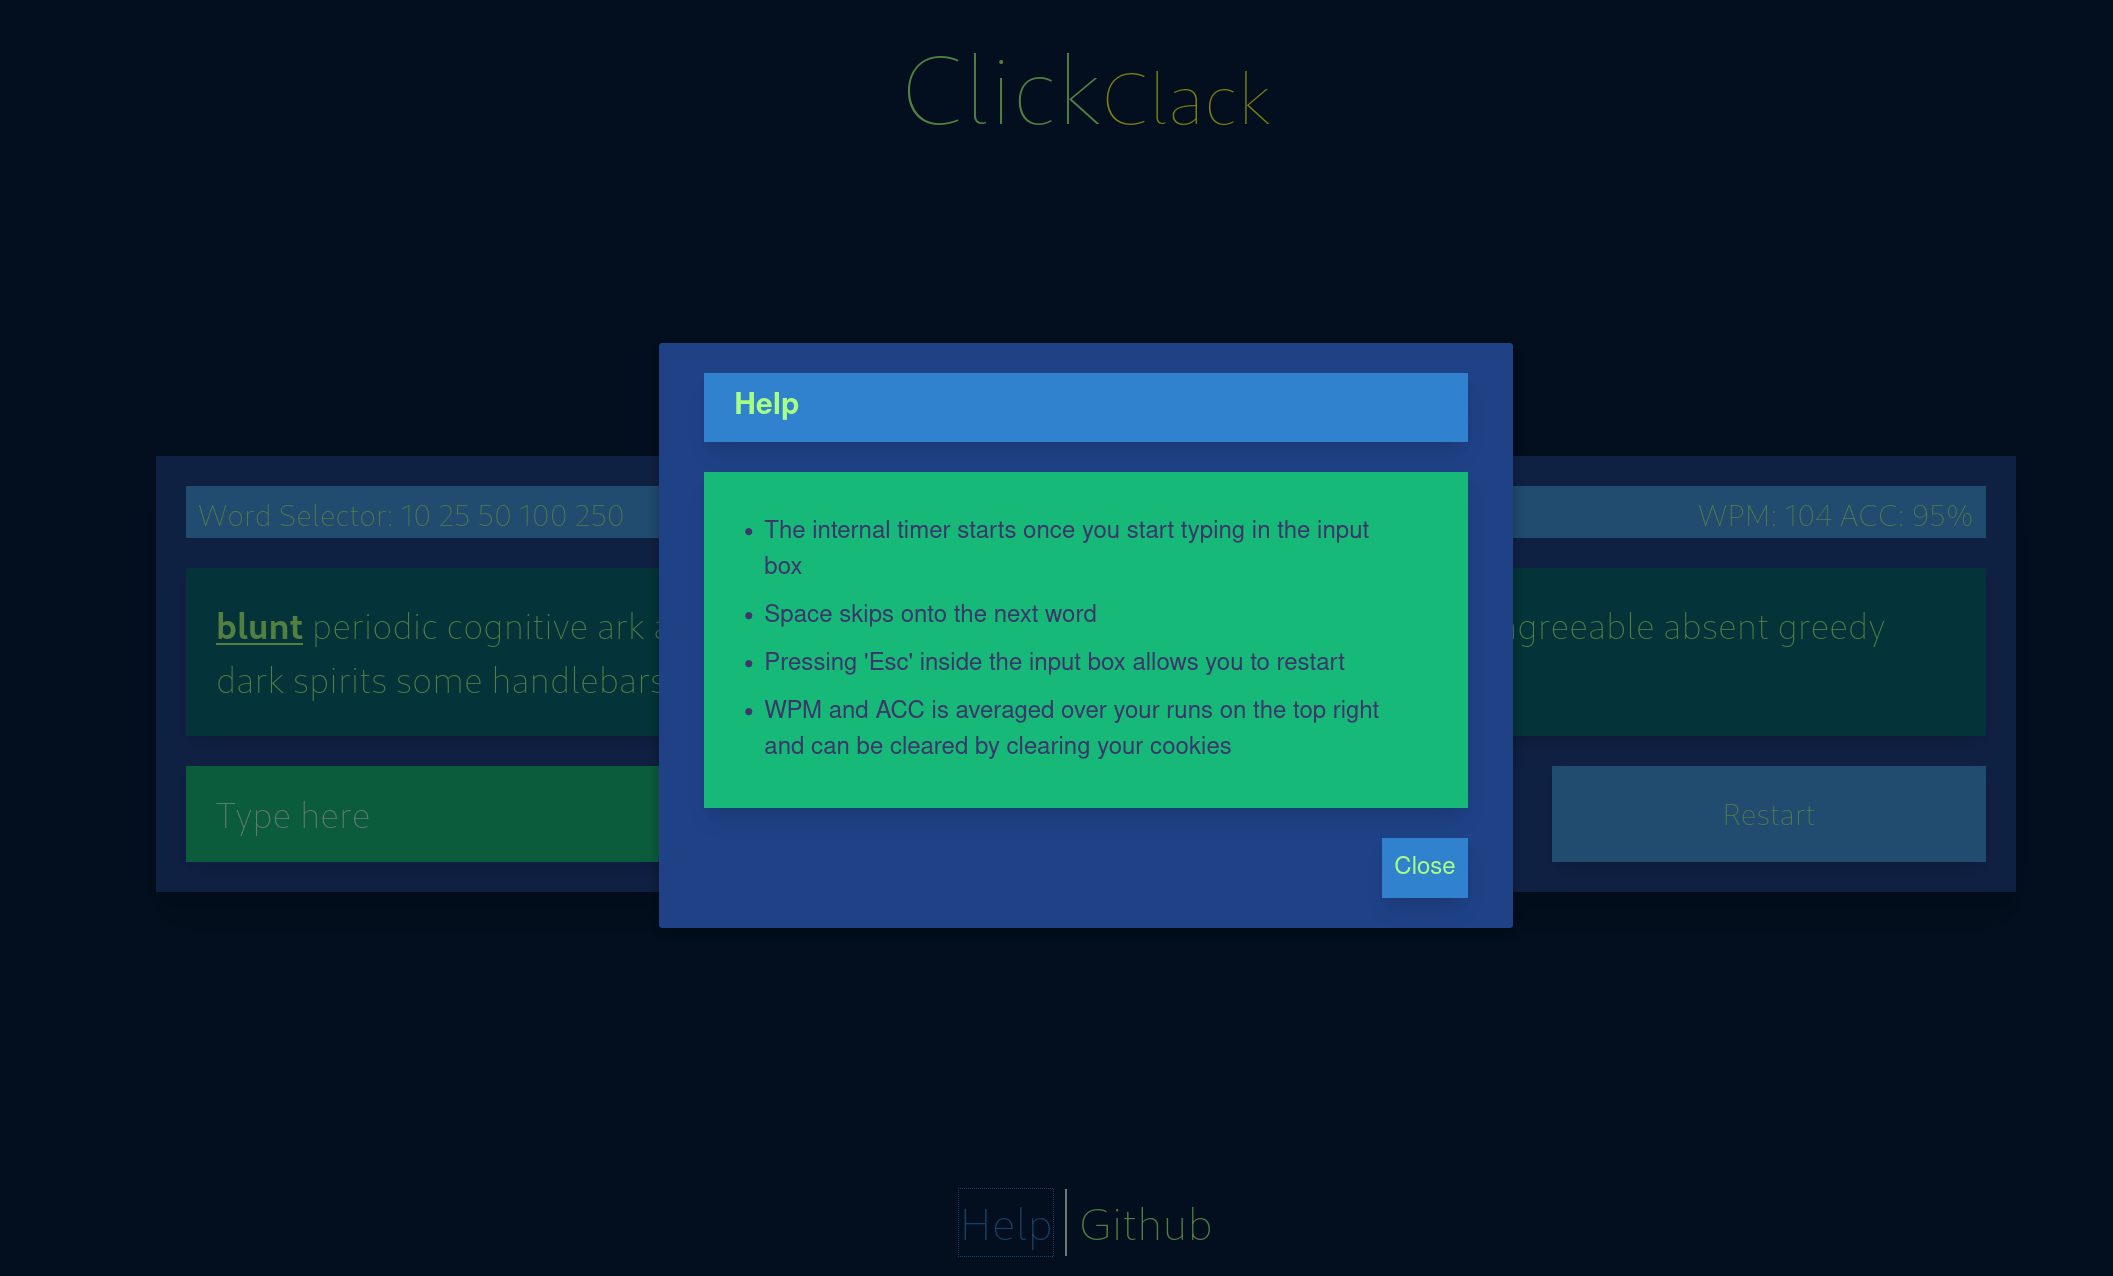 ClickClack
Help
Word Selector: 10 25 50 100 250
WPM: 104 ACC: 95%
The internal timer starts once you start typing in the input
box
Space skips onto the next word
Pressing 'Esc' inside the input box allows you to restart
WPM and ACC is averaged over your runs on the top right
and can be cleared by clearing your cookies
blunt periodic cognitive ark absent greedy
dark spirits some handlebars
Type here
Restart
Close
Help
Github